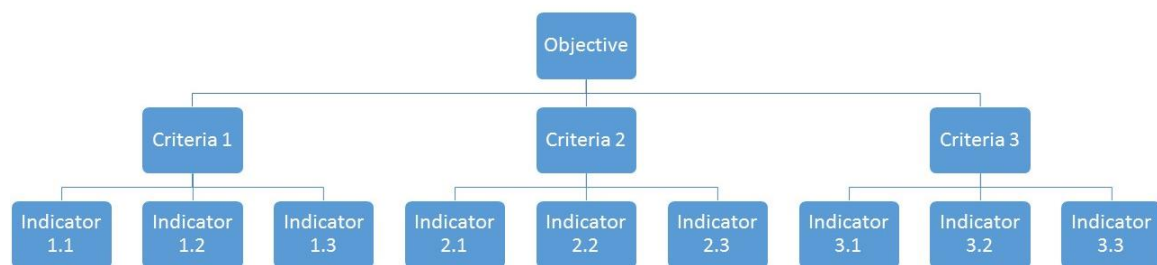 Objective
Criteria 1
Criteria 2
Criteria 3
Indicator
1.1
Indicator
1.2
Indicator
1.3
Indicator
2.1
Indicator
2.2
Indicator
2.3
Indicator
3.1
Indicator
3.2
Indicator
3.3